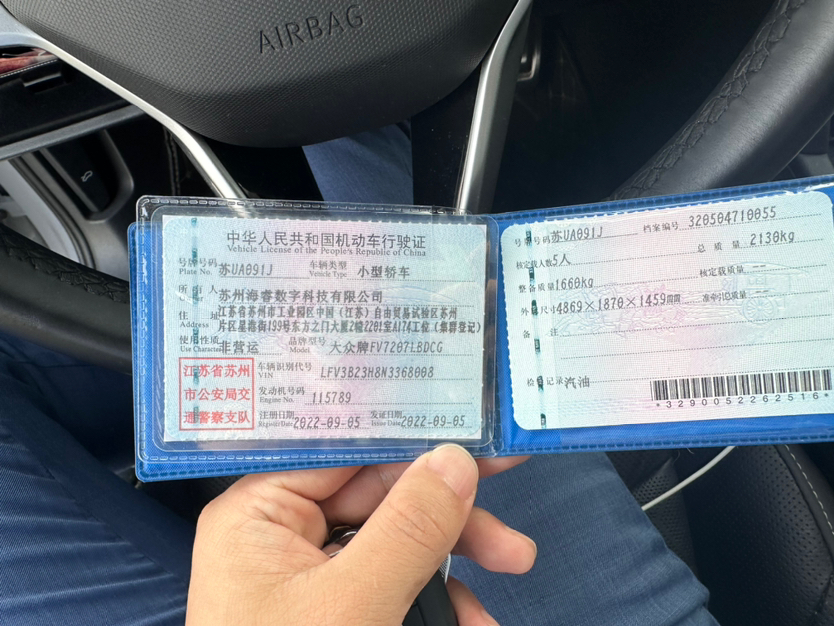 AIRBAG
中华人民共和国机动车行驶证
Vehicle License of the People's Republic of China
号牌号码 苏UA091J 车辆类型 小型轿车
Plate No. Vehicle Type
所 人 苏州海睿数字科技有限公司
住 江苏省苏州市工业园区中国（江苏）自由贸易试验区苏州
Address 片区星港街199号东方之门大厦2幢2201室A174工位（集群登记）
使用性质 非营运 品牌型号 大众牌FV7207LBDCG
Use Character Model
江苏省苏州
市公安局交
通警察支队
车辆识别代号 LFV3B23H8N3368008
VIN
发动机号码 115789
Engine No.
注册日期 2022-09-05 发证日期 2022-09-05
Register Date Issue Date
号牌号码 苏UA091J 档案编号 320504710055
核定载人数 5人 总 质 量 2130kg
整备质量 1660kg 核定载质量 --
外廓尺寸 4869×1870×1459mm 准牵引总质量 --
备 注
检验记录 汽油
*3290052262516*